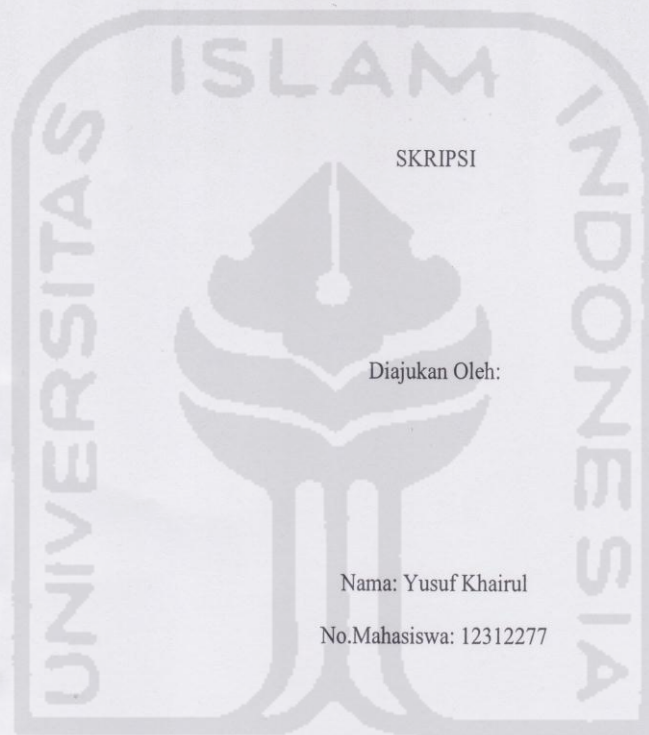 UNIVERSITAS ISLAM INDONESIA
SKRIPSI
Diajukan Oleh:
Nama: Yusuf Khairul
No.Mahasiswa: 12312277